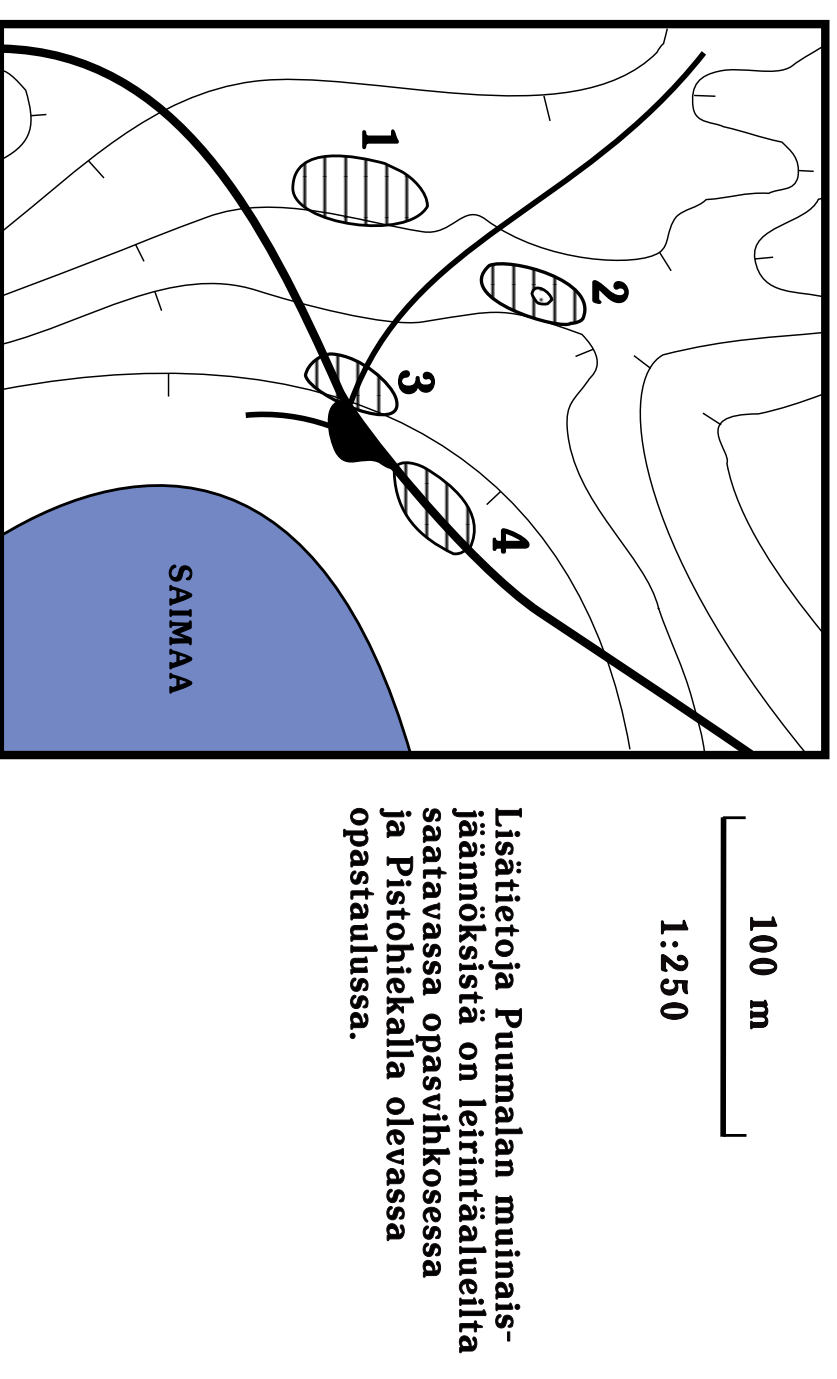 1
2
3
4
SAIMAA
100 m
1:250
Lisätietoja Puumalan muinais-
jäännöksistä on leirintäalueilta
saatavassa opasvihkosessa
ja Pistohiekalla olevassa
opastaulussa.